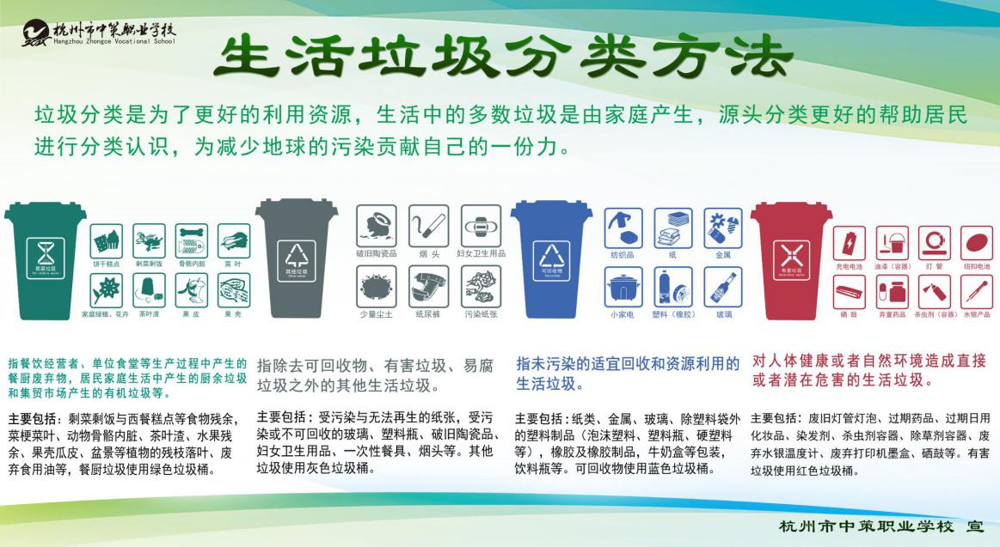 杭州市中策职业学校
Hangzhou Zhongce Vocational School
生活垃圾分类方法
垃圾分类是为了更好的利用资源，生活中的多数垃圾是由家庭产生，源头分类更好的帮助居民
进行分类认识，为减少地球的污染贡献自己的一份力。
易腐垃圾
Perishable waste
饼干糕点
剩菜剩饭
骨骼内脏
菜叶
家庭绿植、花卉
茶叶渣
果皮
果壳
其他垃圾
Other waste
破旧陶瓷品
烟头
妇女卫生用品
少量尘土
纸尿裤
污染纸张
可回收物
Recyclable
纺织品
纸
金属
小家电
塑料（橡胶）
玻璃
有害垃圾
Hazardous waste
充电电池
油漆（容器）
灯管
纽扣电池
硒鼓
弃置药品
杀虫剂（容器）
水银产品
指餐饮经营者、单位食堂等生产过程中产生的
餐厨废弃物，居民家庭生活中产生的厨余垃圾
和集贸市场产生的有机垃圾等。
主要包括：剩菜剩饭与西餐糕点等食物残余，
菜梗菜叶、动物骨骼内脏、茶叶渣、水果残
余、果壳瓜皮、盆景等植物的残枝落叶、废
弃食用油等，餐厨垃圾使用绿色垃圾桶。
指除去可回收物、有害垃圾、易腐
垃圾之外的其他生活垃圾。
主要包括：受污染与无法再生的纸张，受污
染或不可回收的玻璃、塑料瓶、破旧陶瓷品、
妇女卫生用品、一次性餐具、烟头等。其他
垃圾使用灰色垃圾桶。
指未污染的适宜回收和资源利用的
生活垃圾。
主要包括：纸类、金属、玻璃、除塑料袋外
的塑料制品（泡沫塑料、塑料瓶、硬塑料
等），橡胶及橡胶制品，牛奶盒等包装，
饮料瓶等。可回收物使用蓝色垃圾桶。
对人体健康或者自然环境造成直接
或者潜在危害的生活垃圾。
主要包括：废旧灯管灯泡、过期药品、过期日用
化妆品、染发剂、杀虫剂容器、除草剂容器、废
弃水银温度计、废弃打印机墨盒、硒鼓等。有害
垃圾使用红色垃圾桶。
杭州市中策职业学校 宣